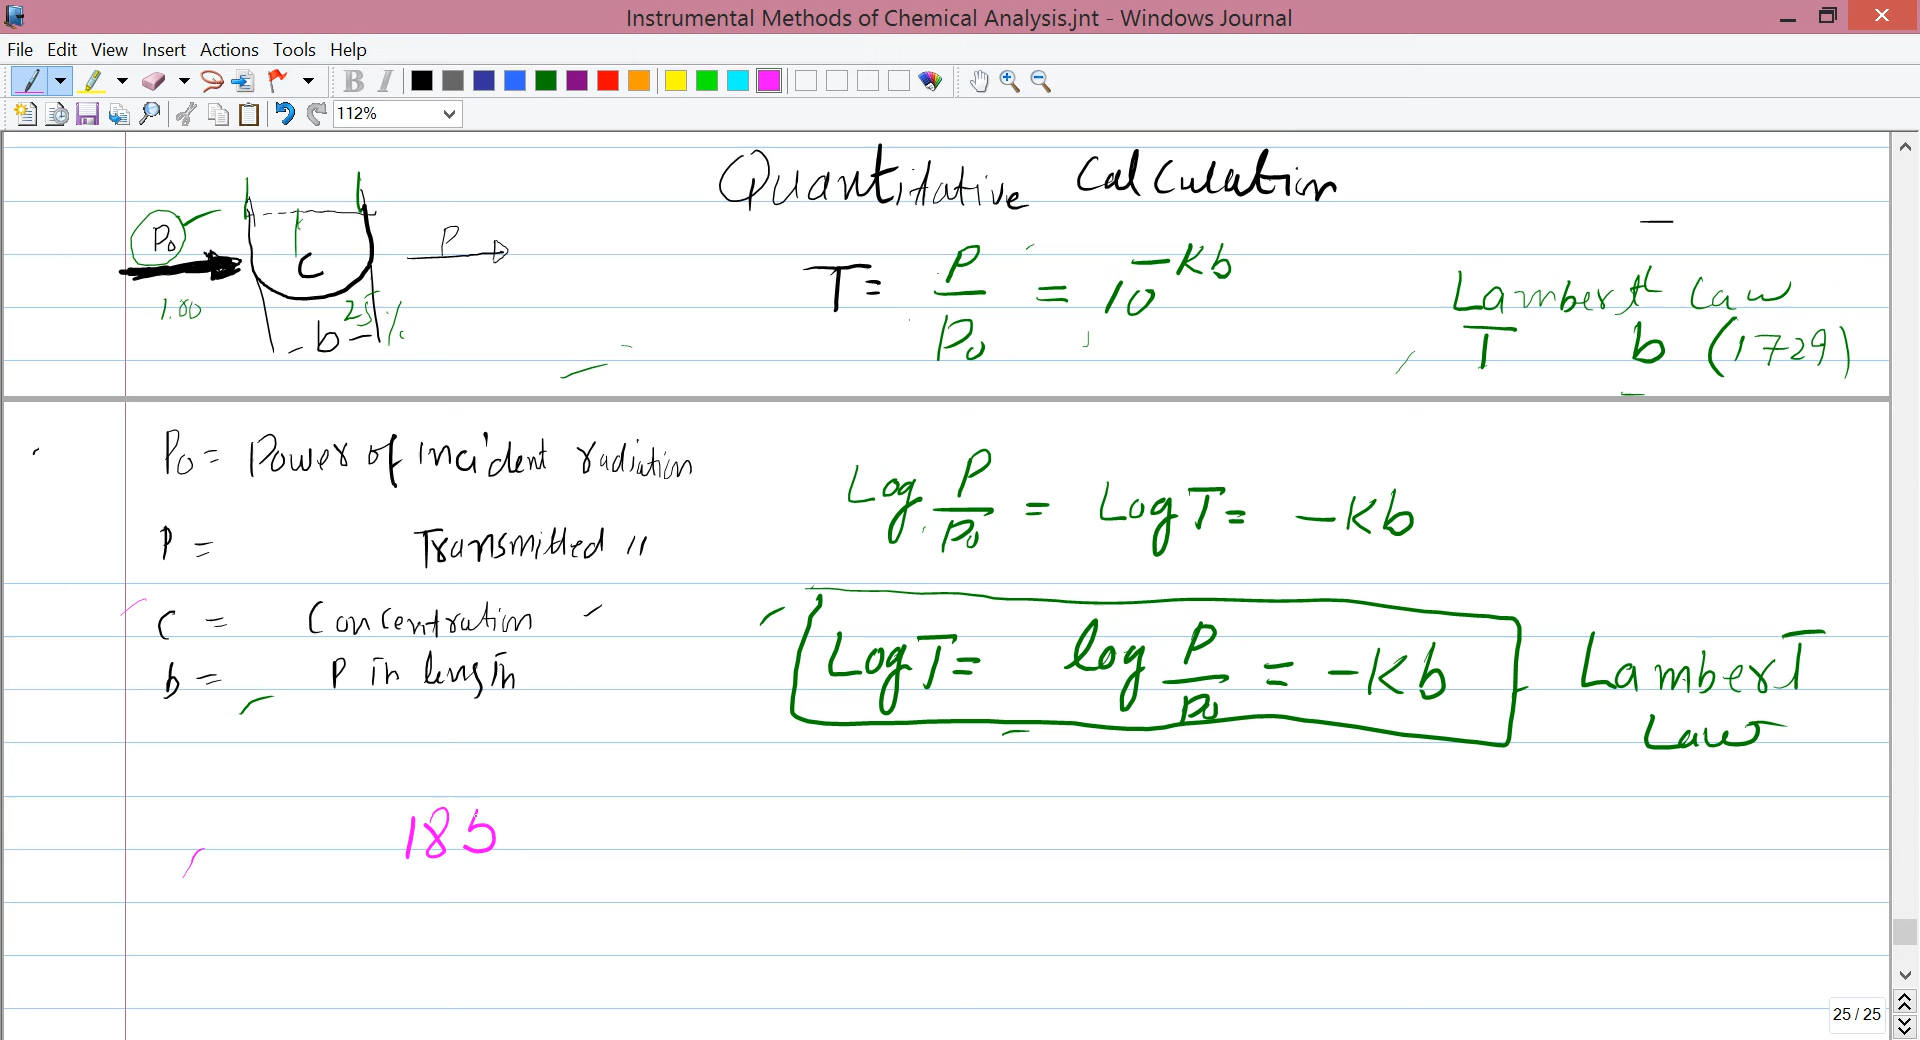 Instrumental Methods of Chemical Analysis.jnt - Windows Journal
File Edit View Insert Actions Tools Help
B I
112%
Quantitative Calculation
P₀ C P
1.00 25 %
- b -
T = P/P₀ = 10^-Kb
Lambert Law
T b (1729)
P₀ = Power of incident radiation
P = Transmitted "
C = Concentration
b = Path length
Log P/P₀ = Log T = -Kb
Log T = log P/P₀ = -Kb
Lambert
Law
185
25 / 25